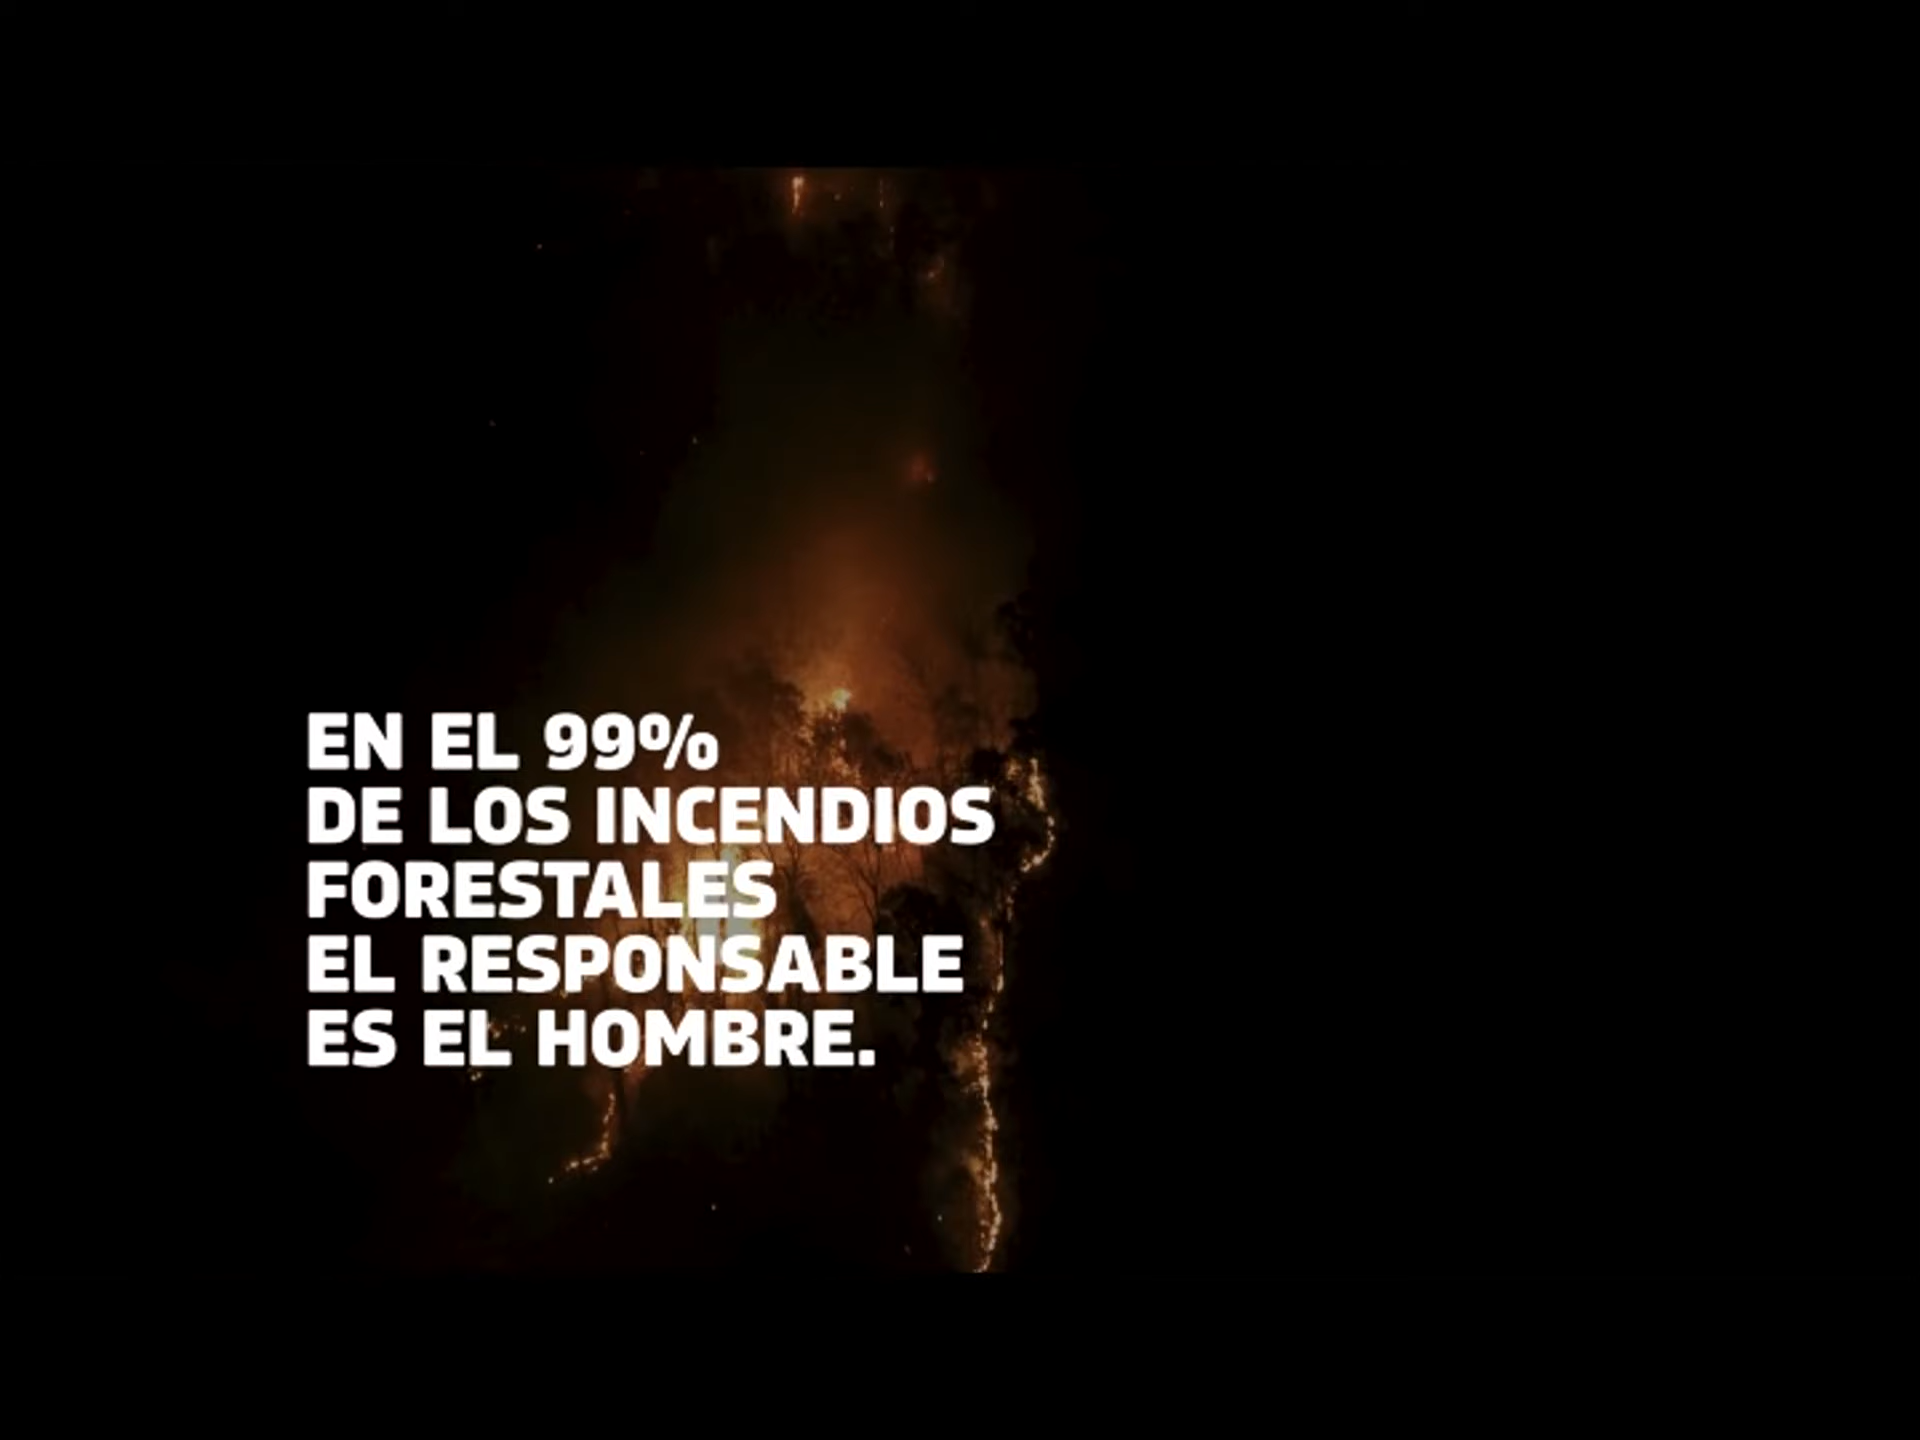 EN EL 99%
DE LOS INCENDIOS
FORESTALES
EL RESPONSABLE
ES EL HOMBRE.